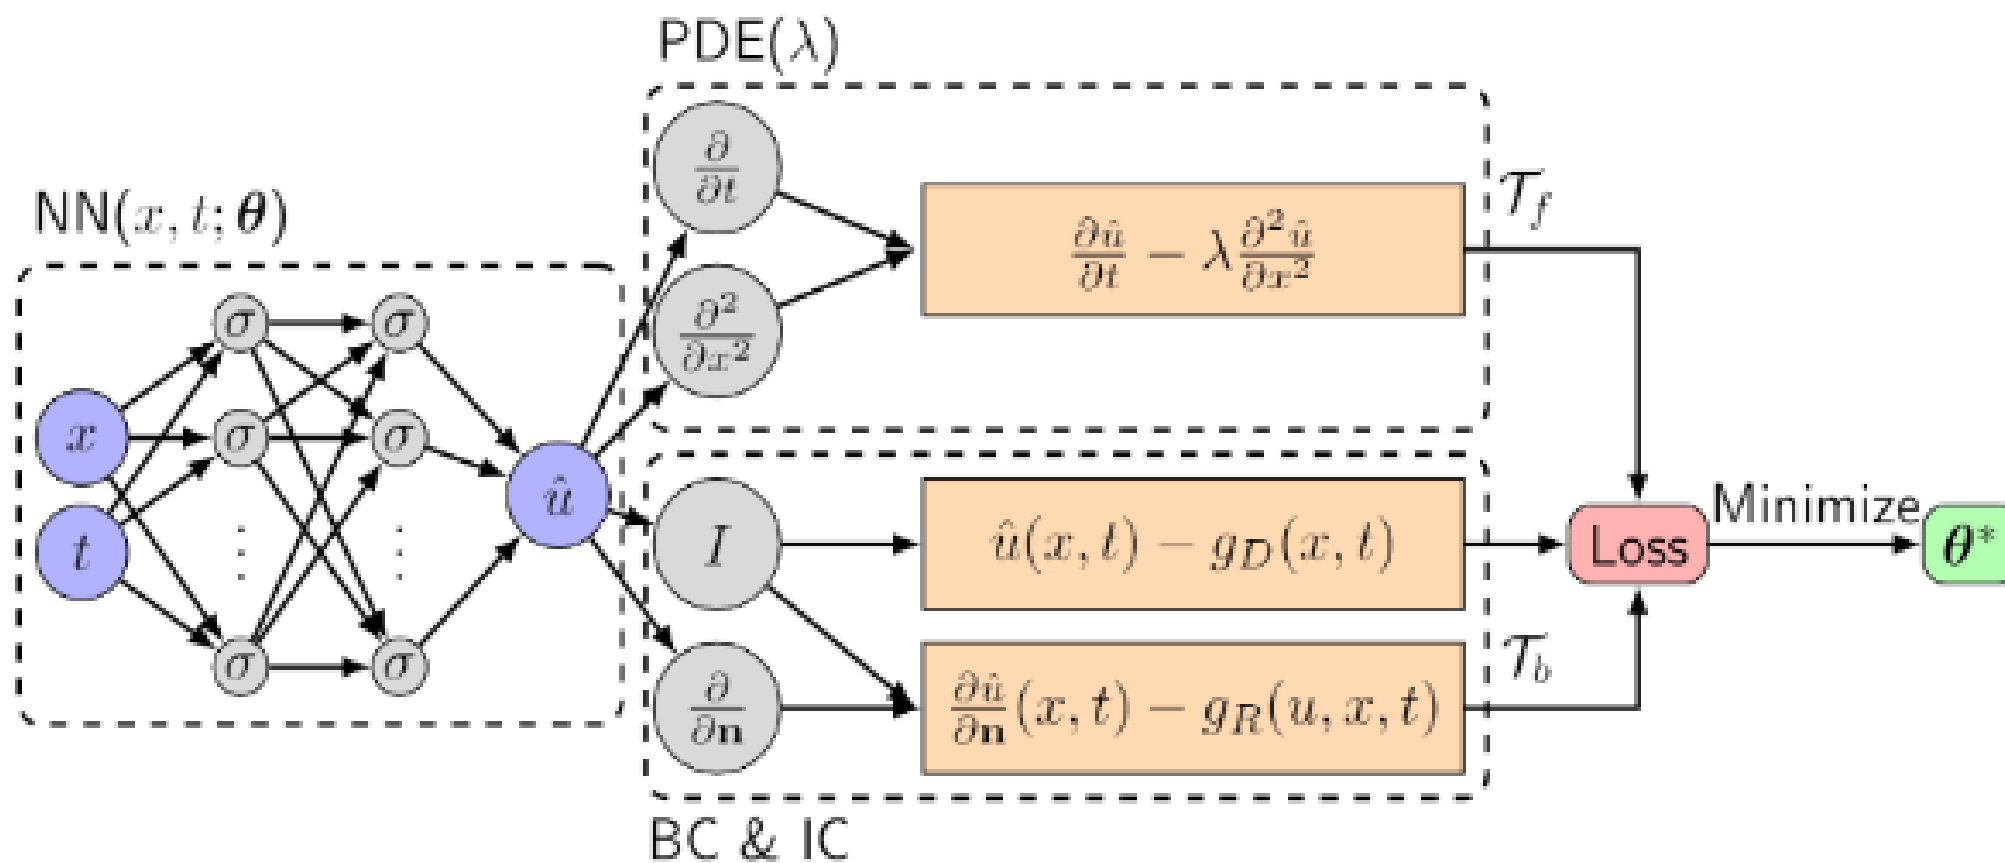 PDE(λ)
NN(x, t; θ)
x
t
σ
σ
⋮
σ
σ
σ
⋮
σ
û
∂/∂t
∂²/∂x²
∂û/∂t − λ ∂²û/∂x²
𝒯_f
I
∂/∂n
û(x, t) − g_D(x, t)
∂û/∂n(x, t) − g_R(u, x, t)
𝒯_b
BC & IC
Loss
Minimize
θ*